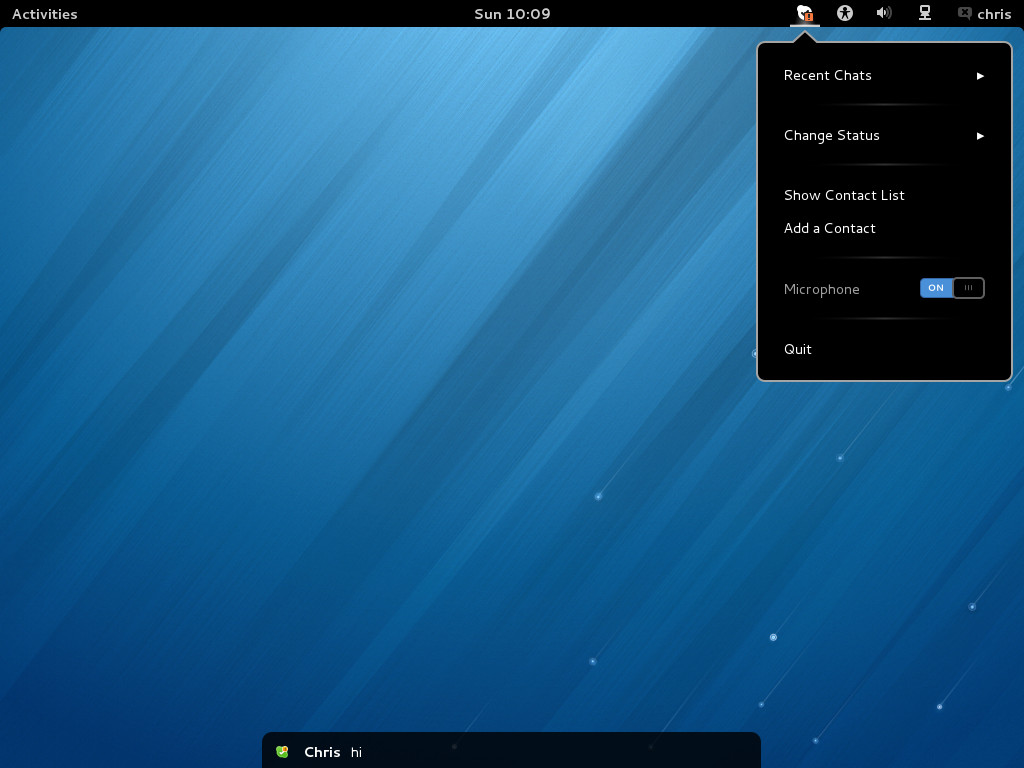 Activities Sun 10:09 chris
Recent Chats
Change Status
Show Contact List
Add a Contact
Microphone ON
Quit
Chris hi